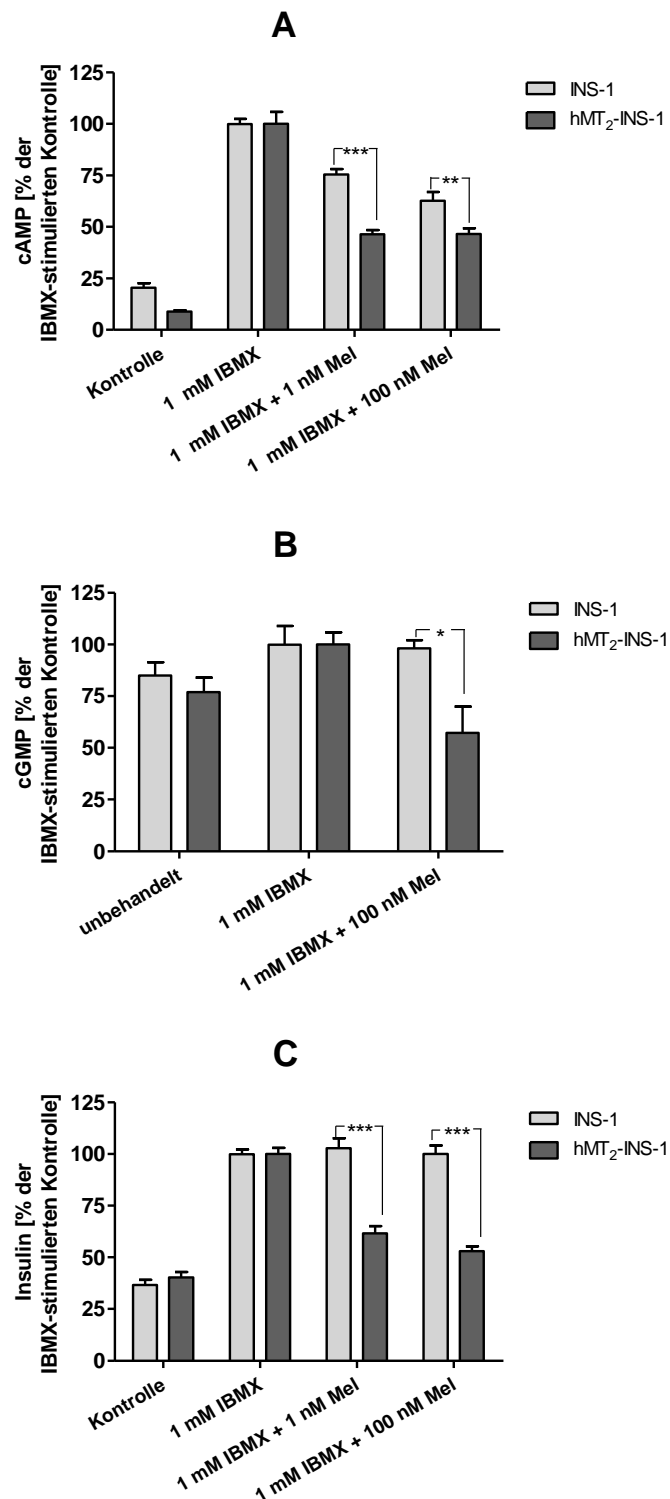 A
cAMP [% der
IBMX-stimulierten Kontrolle]
125
100
75
50
25
0
***
**
INS-1
hMT₂-INS-1
Kontrolle
1 mM IBMX
1 mM IBMX + 1 nM Mel
1 mM IBMX + 100 nM Mel
B
cGMP [% der
IBMX-stimulierten Kontrolle]
125
100
75
50
25
0
*
INS-1
hMT₂-INS-1
unbehandelt
1 mM IBMX
1 mM IBMX + 100 nM Mel
C
Insulin [% der
IBMX-stimulierten Kontrolle]
125
100
75
50
25
0
***
***
INS-1
hMT₂-INS-1
Kontrolle
1 mM IBMX
1 mM IBMX + 1 nM Mel
1 mM IBMX + 100 nM Mel